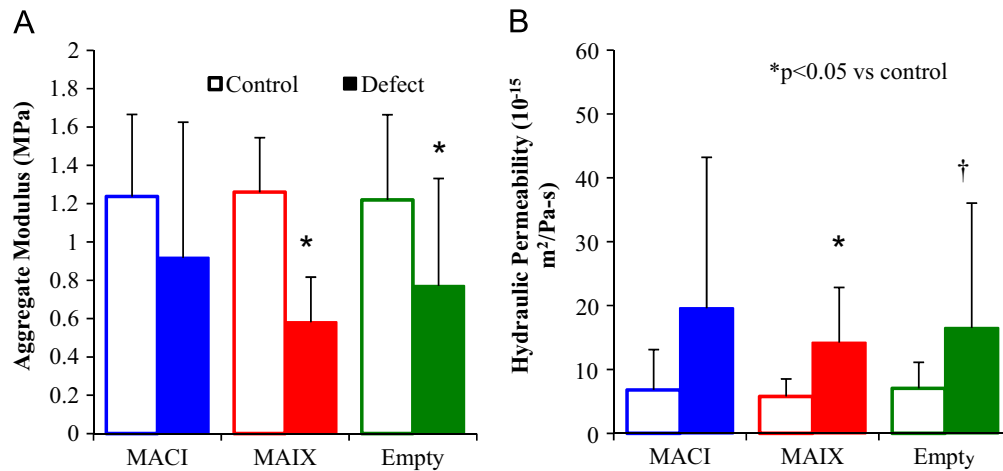 A
Aggregate Modulus (MPa)
2
1.8
1.6
1.4
1.2
1
0.8
0.6
0.4
0.2
0
Control
Defect
*
*
MACI
MAIX
Empty
B
Hydraulic Permeability (10⁻¹⁵
m²/Pa-s)
60
50
40
30
20
10
0
*p<0.05 vs control
*
†
MACI
MAIX
Empty